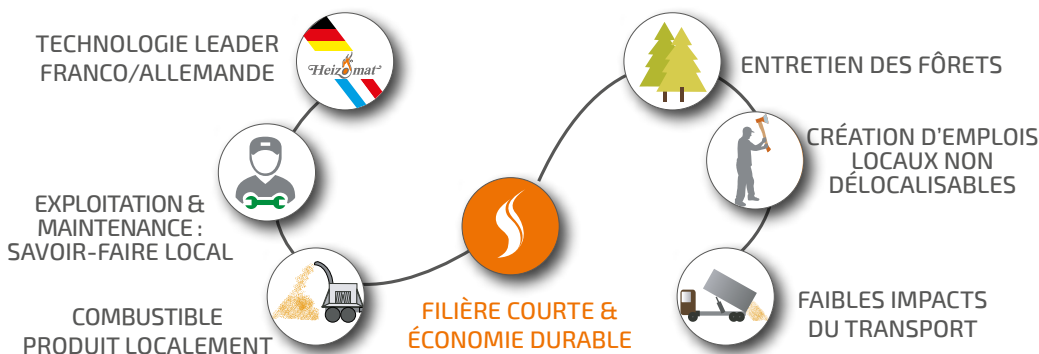 TECHNOLOGIE LEADER
FRANCO/ALLEMANDE
Heizomat
EXPLOITATION &
MAINTENANCE :
SAVOIR-FAIRE LOCAL
COMBUSTIBLE
PRODUIT LOCALEMENT
FILIÈRE COURTE &
ÉCONOMIE DURABLE
ENTRETIEN DES FÔRETS
CRÉATION D'EMPLOIS
LOCAUX NON
DÉLOCALISABLES
FAIBLES IMPACTS
DU TRANSPORT